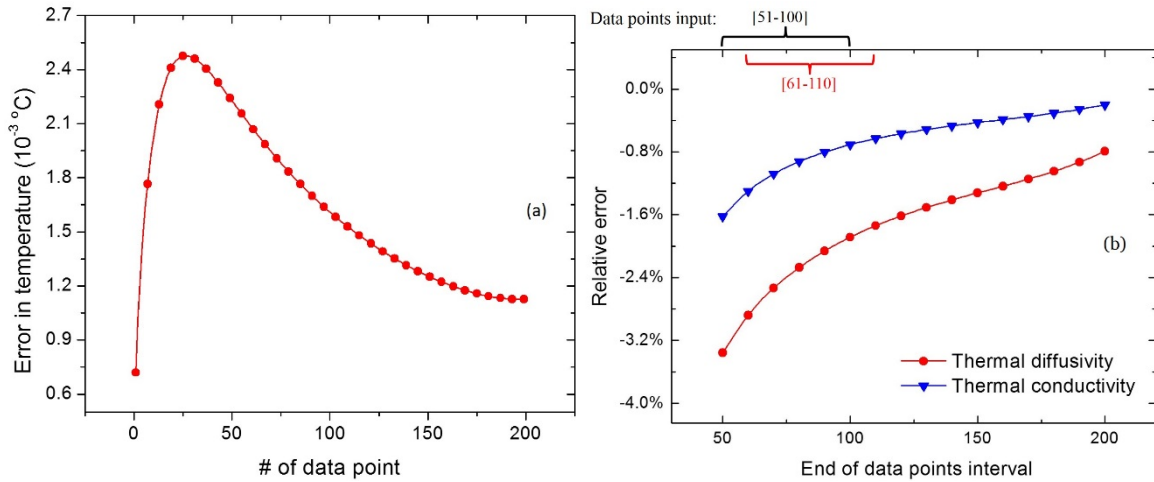 Data points input:
[51-100]
[61-110]
2.7
2.4
2.1
1.8
1.5
1.2
0.9
0.6
Error in temperature (10⁻³ °C)
(a)
0
50
100
150
200
# of data point
0.0%
-0.8%
-1.6%
-2.4%
-3.2%
-4.0%
Relative error
(b)
Thermal diffusivity
Thermal conductivity
50
100
150
200
End of data points interval